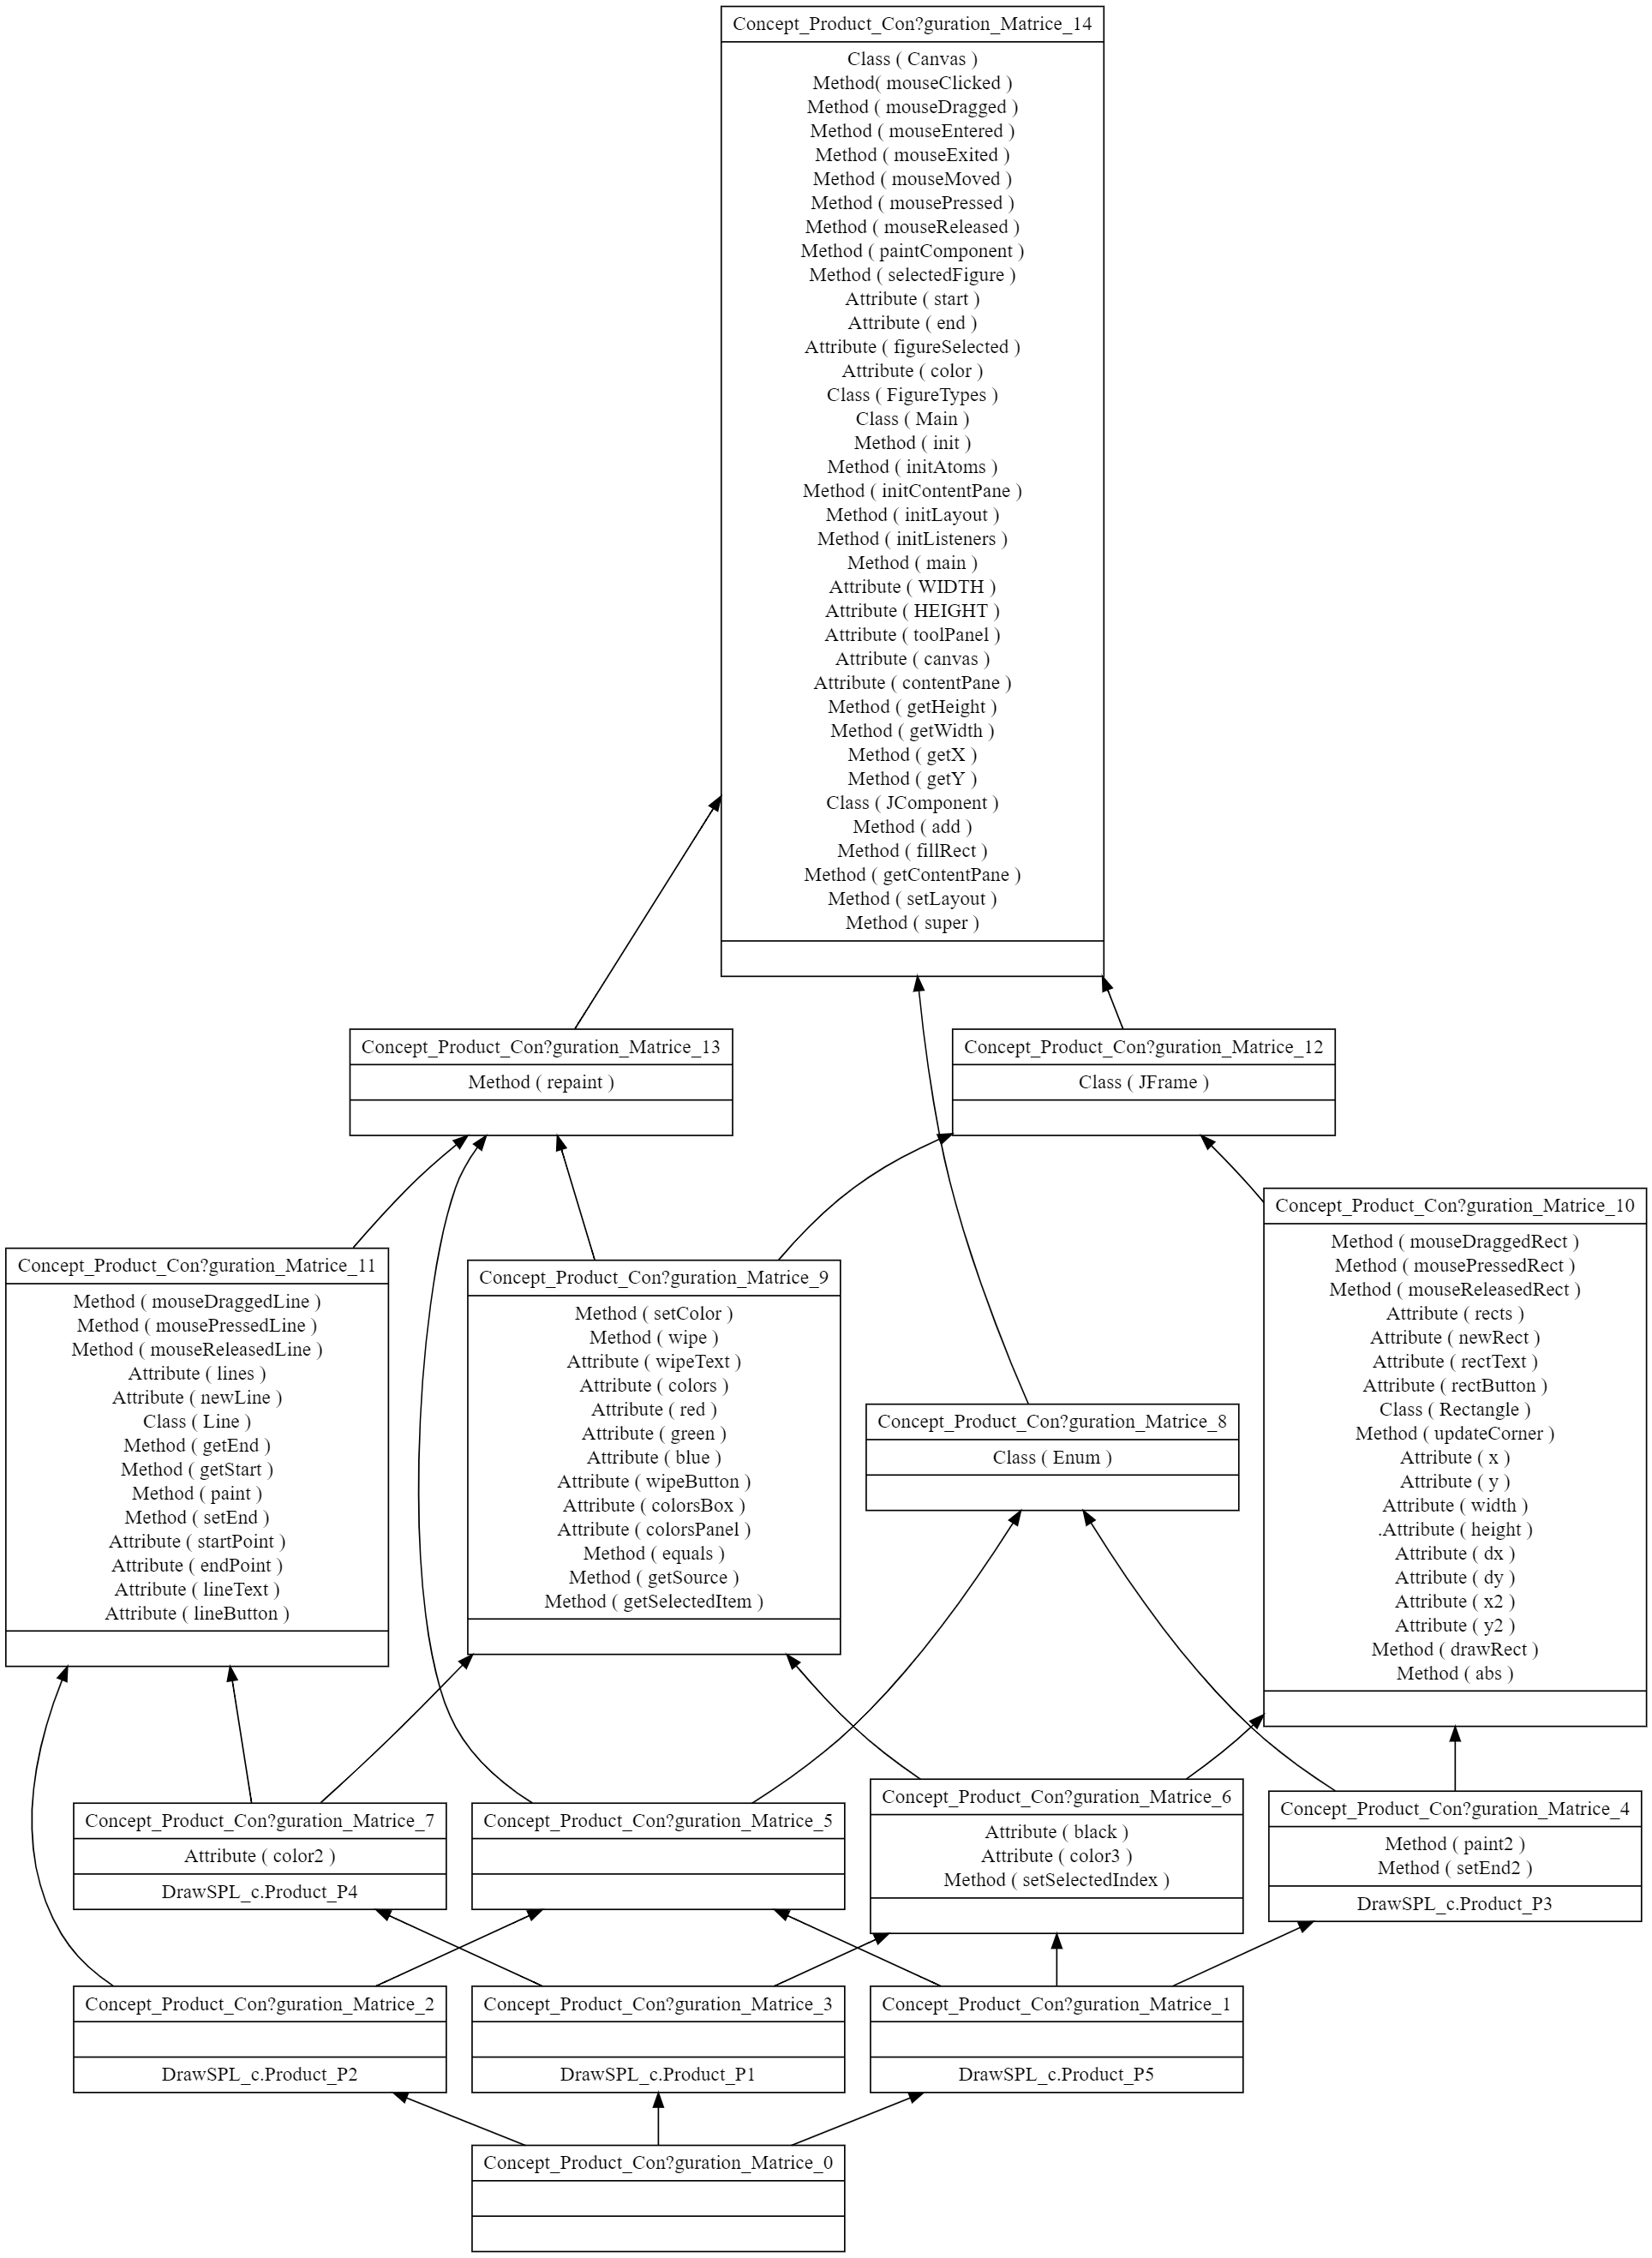 Concept_Product_Con?guration_Matrice_14
Class ( Canvas )
Method( mouseClicked )
Method ( mouseDragged )
Method ( mouseEntered )
Method ( mouseExited )
Method ( mouseMoved )
Method ( mousePressed )
Method ( mouseReleased )
Method ( paintComponent )
Method ( selectedFigure )
Attribute ( start )
Attribute ( end )
Attribute ( figureSelected )
Attribute ( color )
Class ( FigureTypes )
Class ( Main )
Method ( init )
Method ( initAtoms )
Method ( initContentPane )
Method ( initLayout )
Method ( initListeners )
Method ( main )
Attribute ( WIDTH )
Attribute ( HEIGHT )
Attribute ( toolPanel )
Attribute ( canvas )
Attribute ( contentPane )
Method ( getHeight )
Method ( getWidth )
Method ( getX )
Method ( getY )
Class ( JComponent )
Method ( add )
Method ( fillRect )
Method ( getContentPane )
Method ( setLayout )
Method ( super )
Concept_Product_Con?guration_Matrice_13
Method ( repaint )
Concept_Product_Con?guration_Matrice_12
Class ( JFrame )
Concept_Product_Con?guration_Matrice_11
Method ( mouseDraggedLine )
Method ( mousePressedLine )
Method ( mouseReleasedLine )
Attribute ( lines )
Attribute ( newLine )
Class ( Line )
Method ( getEnd )
Method ( getStart )
Method ( paint )
Method ( setEnd )
Attribute ( startPoint )
Attribute ( endPoint )
Attribute ( lineText )
Attribute ( lineButton )
Concept_Product_Con?guration_Matrice_9
Method ( setColor )
Method ( wipe )
Attribute ( wipeText )
Attribute ( colors )
Attribute ( red )
Attribute ( green )
Attribute ( blue )
Attribute ( wipeButton )
Attribute ( colorsBox )
Attribute ( colorsPanel )
Method ( equals )
Method ( getSource )
Method ( getSelectedItem )
Concept_Product_Con?guration_Matrice_8
Class ( Enum )
Concept_Product_Con?guration_Matrice_10
Method ( mouseDraggedRect )
Method ( mousePressedRect )
Method ( mouseReleasedRect )
Attribute ( rects )
Attribute ( newRect )
Attribute ( rectText )
Attribute ( rectButton )
Class ( Rectangle )
Method ( updateCorner )
Attribute ( x )
Attribute ( y )
Attribute ( width )
.Attribute ( height )
Attribute ( dx )
Attribute ( dy )
Attribute ( x2 )
Attribute ( y2 )
Method ( drawRect )
Method ( abs )
Concept_Product_Con?guration_Matrice_7
Attribute ( color2 )
DrawSPL_c.Product_P4
Concept_Product_Con?guration_Matrice_5
Concept_Product_Con?guration_Matrice_6
Attribute ( black )
Attribute ( color3 )
Method ( setSelectedIndex )
Concept_Product_Con?guration_Matrice_4
Method ( paint2 )
Method ( setEnd2 )
DrawSPL_c.Product_P3
Concept_Product_Con?guration_Matrice_2
DrawSPL_c.Product_P2
Concept_Product_Con?guration_Matrice_3
DrawSPL_c.Product_P1
Concept_Product_Con?guration_Matrice_1
DrawSPL_c.Product_P5
Concept_Product_Con?guration_Matrice_0